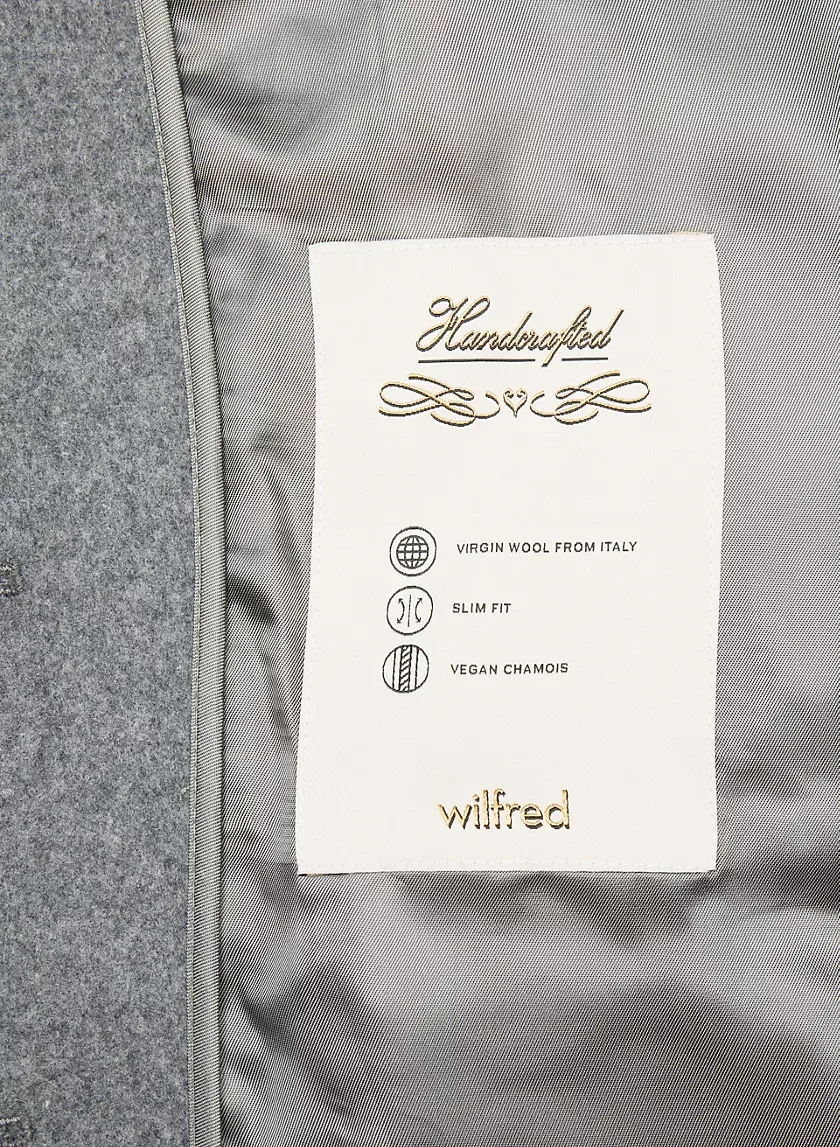 Handcrafted
VIRGIN WOOL FROM ITALY
SLIM FIT
VEGAN CHAMOIS
wilfred